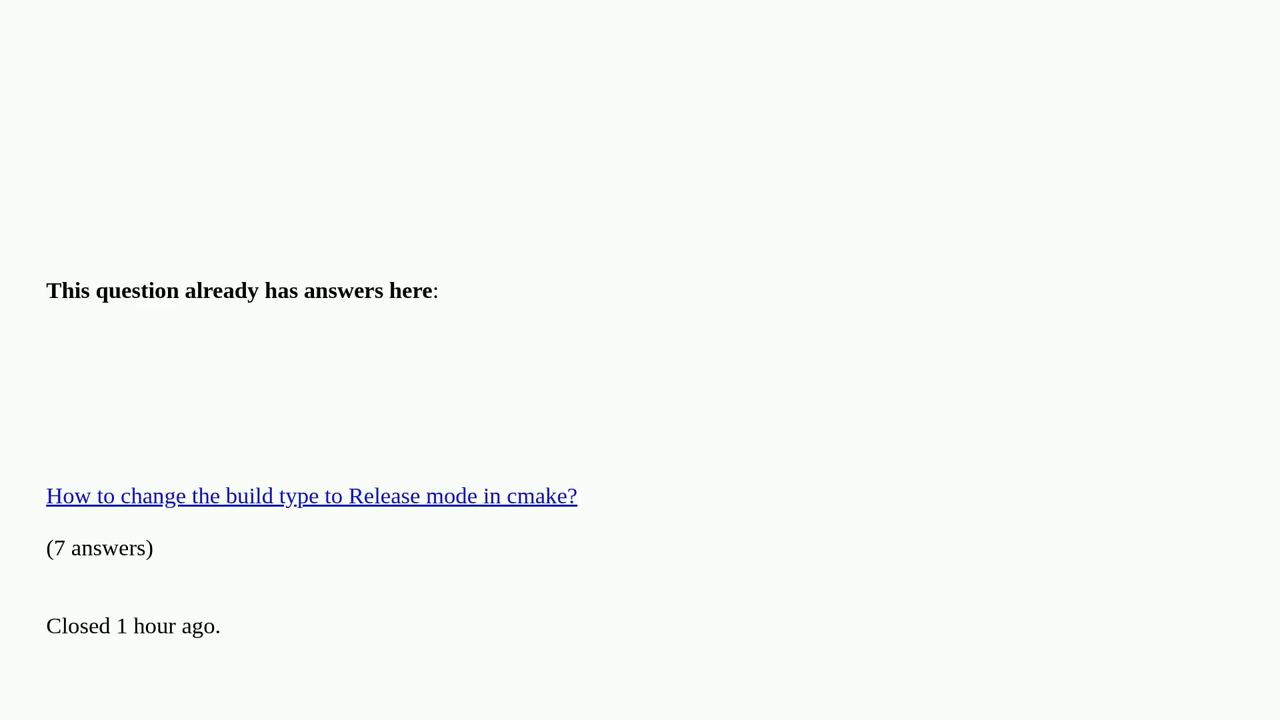 This question already has answers here:
How to change the build type to Release mode in cmake?
(7 answers)
Closed 1 hour ago.